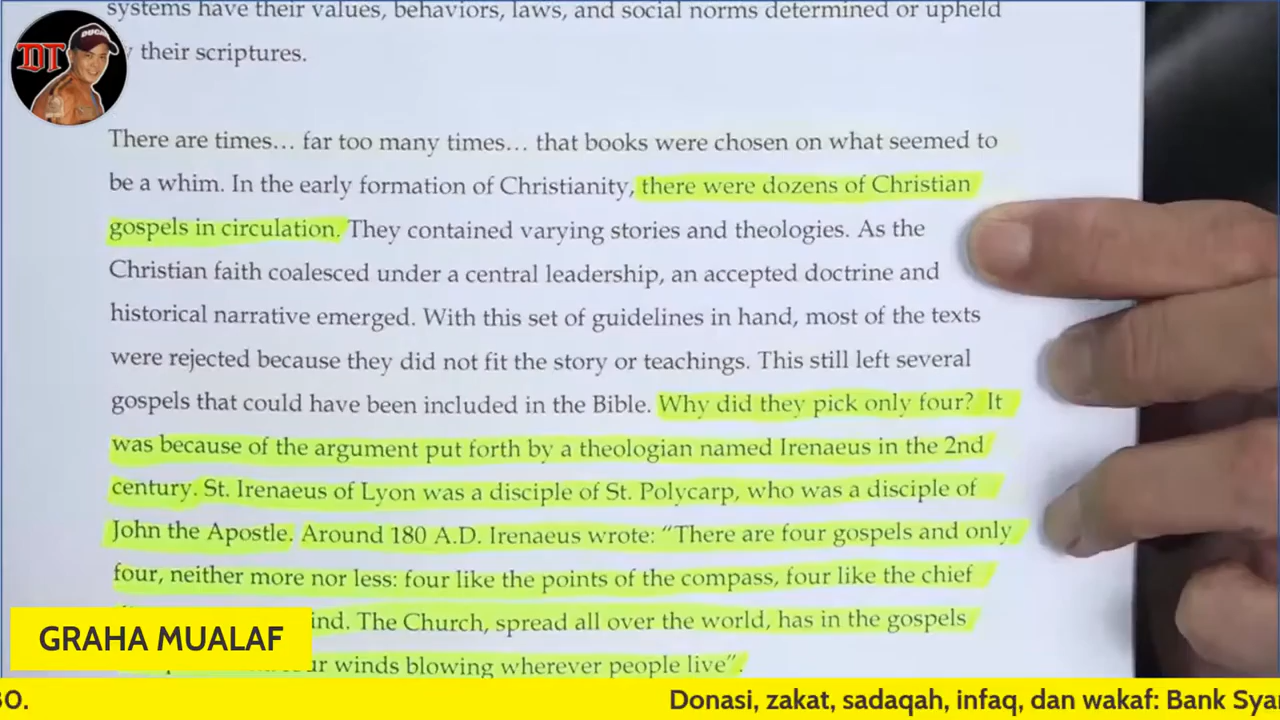 systems have their values, behaviors, laws, and social norms determined or upheld
their scriptures.
There are times... far too many times... that books were chosen on what seemed to
be a whim. In the early formation of Christianity, there were dozens of Christian
gospels in circulation. They contained varying stories and theologies. As the
Christian faith coalesced under a central leadership, an accepted doctrine and
historical narrative emerged. With this set of guidelines in hand, most of the texts
were rejected because they did not fit the story or teachings. This still left several
gospels that could have been included in the Bible. Why did they pick only four? It
was because of the argument put forth by a theologian named Irenaeus in the 2nd
century. St. Irenaeus of Lyon was a disciple of St. Polycarp, who was a disciple of
John the Apostle. Around 180 A.D. Irenaeus wrote: “There are four gospels and only
four, neither more nor less: four like the points of the compass, four like the chief
The Church, spread all over the world, has in the gospels
winds blowing wherever people live”.
DT
GRAHA MUALAF
Donasi, zakat, sadaqah, infaq, dan wakaf: Bank